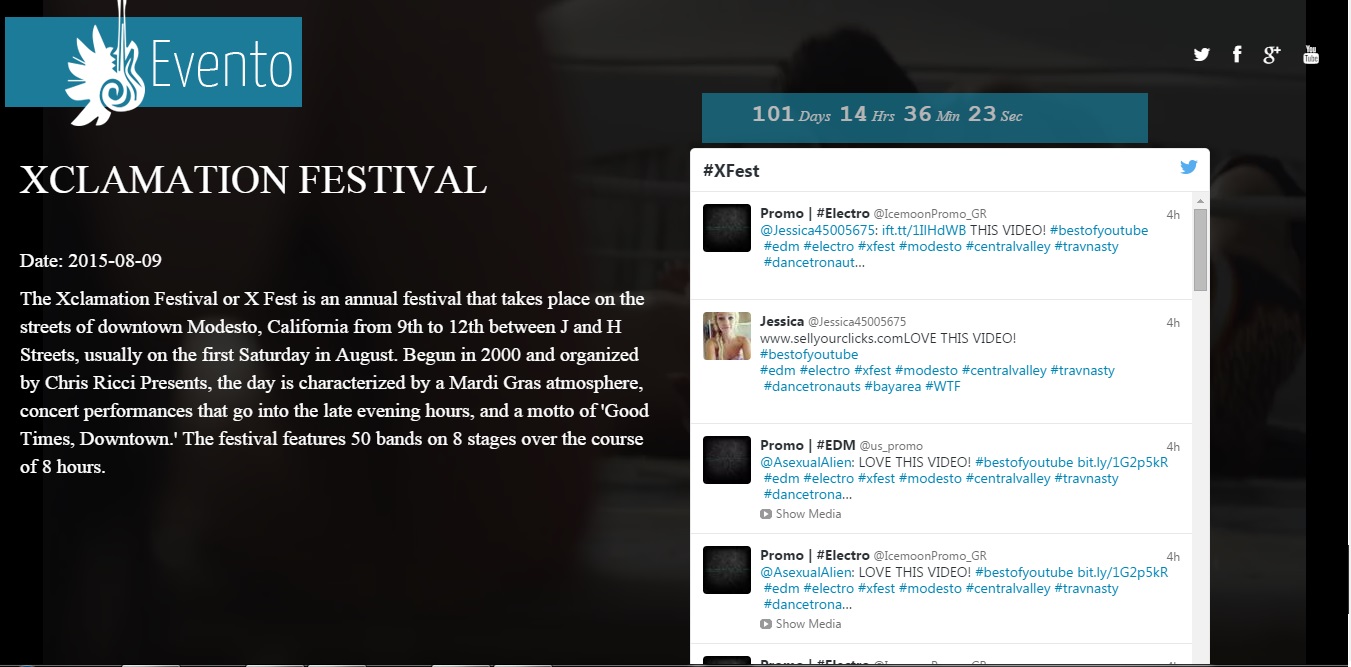 Evento
You
Tube
101 Days 14 Hrs 36 Min 23 Sec
XCLAMATION FESTIVAL
Date: 2015-08-09
The Xclamation Festival or X Fest is an annual festival that takes place on the
streets of downtown Modesto, California from 9th to 12th between J and H
Streets, usually on the first Saturday in August. Begun in 2000 and organized
by Chris Ricci Presents, the day is characterized by a Mardi Gras atmosphere,
concert performances that go into the late evening hours, and a motto of 'Good
Times, Downtown.' The festival features 50 bands on 8 stages over the course
of 8 hours.
#XFest
Promo | #Electro @IcemoonPromo_GR 4h
@Jessica45005675: ift.tt/1IlHdWB THIS VIDEO! #bestofyoutube
#edm #electro #xfest #modesto #centralvalley #travnasty
#dancetronaut...
Jessica @Jessica45005675 4h
www.sellyourclicks.comLOVE THIS VIDEO!
#bestofyoutube
#edm #electro #xfest #modesto #centralvalley #travnasty
#dancetronauts #bayarea #WTF
Promo | #EDM @us_promo 4h
@AsexualAlien: LOVE THIS VIDEO! #bestofyoutube bit.ly/1G2p5kR
#edm #electro #xfest #modesto #centralvalley #travnasty
#dancetrona...
Show Media
Promo | #Electro @IcemoonPromo_GR 4h
@AsexualAlien: LOVE THIS VIDEO! #bestofyoutube bit.ly/1G2p5kR
#edm #electro #xfest #modesto #centralvalley #travnasty
#dancetrona...
Show Media
Promo | #Electro @IcemoonPromo_GR 4h